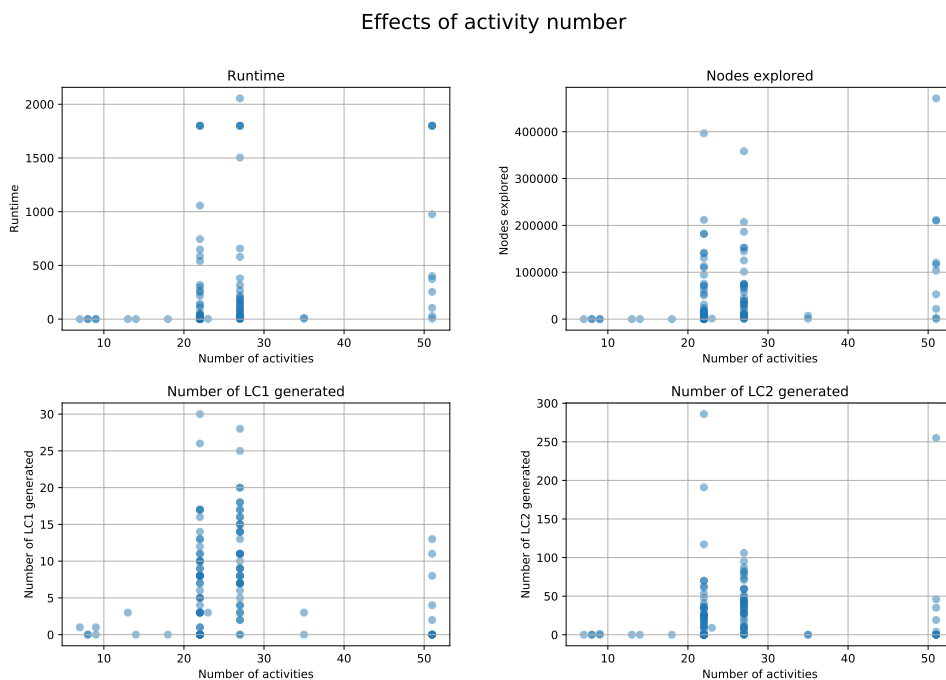 Effects of activity number
Runtime
Nodes explored
2000
1500
1000
500
0
Runtime
10 20 30 40 50
Number of activities
400000
300000
200000
100000
0
Nodes explored
10 20 30 40 50
Number of activities
Number of LC1 generated
Number of LC2 generated
30
25
20
15
10
5
0
Number of LC1 generated
10 20 30 40 50
Number of activities
300
250
200
150
100
50
0
Number of LC2 generated
10 20 30 40 50
Number of activities